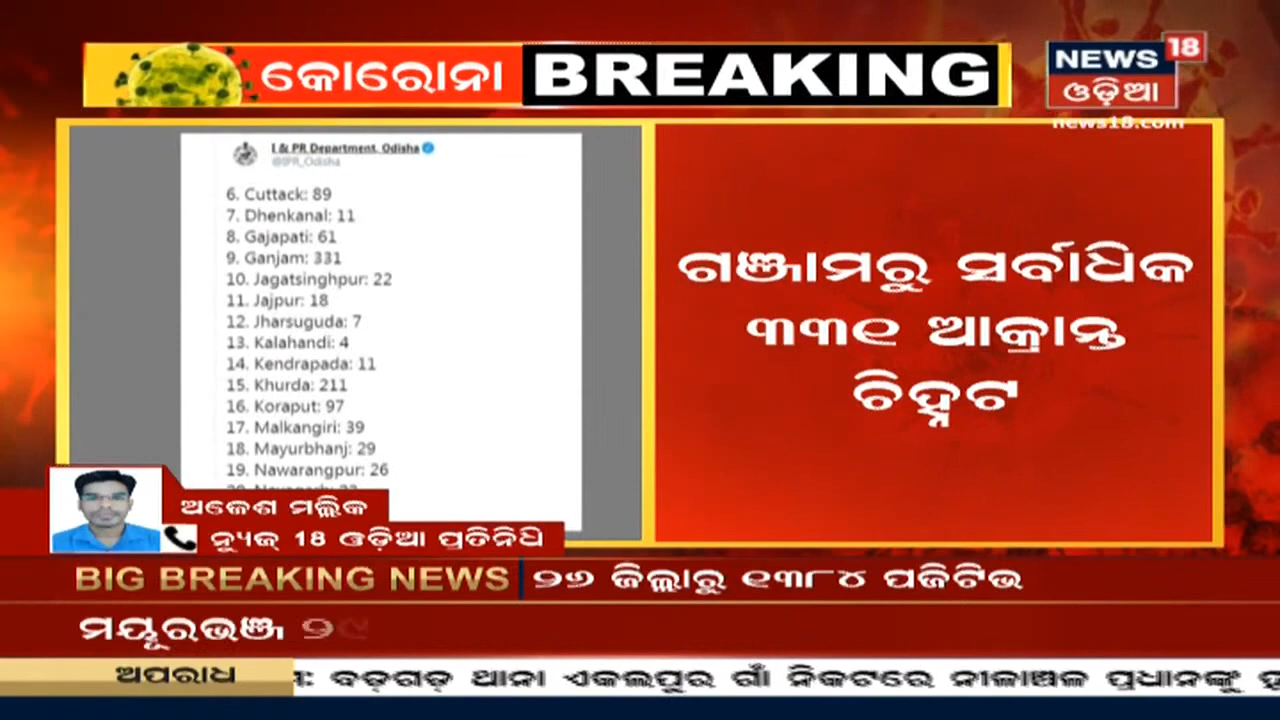 କୋରୋନା BREAKING
NEWS 18
ଓଡ଼ିଆ
news18.com
I & PR Department, Odisha
@IPR_Odisha
6. Cuttack: 89
7. Dhenkanal: 11
8. Gajapati: 61
9. Ganjam: 331
10. Jagatsinghpur: 22
11. Jajpur: 18
12. Jharsuguda: 7
13. Kalahandi: 4
14. Kendrapada: 11
15. Khurda: 211
16. Koraput: 97
17. Malkangiri: 39
18. Mayurbhanj: 29
19. Nawarangpur: 26
ଗଞ୍ଜାମରୁ ସର୍ବାଧିକ
୩୩୧ ଆକ୍ରାନ୍ତ
ଚିହ୍ନଟ
ଅକେଶ ମଲ୍ଲିକ
ନ୍ୟୁଜ୍ 18 ଓଡ଼ିଆ ପ୍ରତିନିଧି
BIG BREAKING NEWS ୨୬ ଜିଲ୍ଲାରୁ ୧୩୮୪ ପଜିଟିଭ
ମୟୂରଭଞ୍ଜ ୨୯
ଅପରାଧ ବଡ଼ଗଡ଼ ଥାନା ଏକଲପୁର ଗାଁ ନିକଟରେ ନୀଳାଞ୍ଚଳ ପ୍ରଧାନଙ୍କୁ